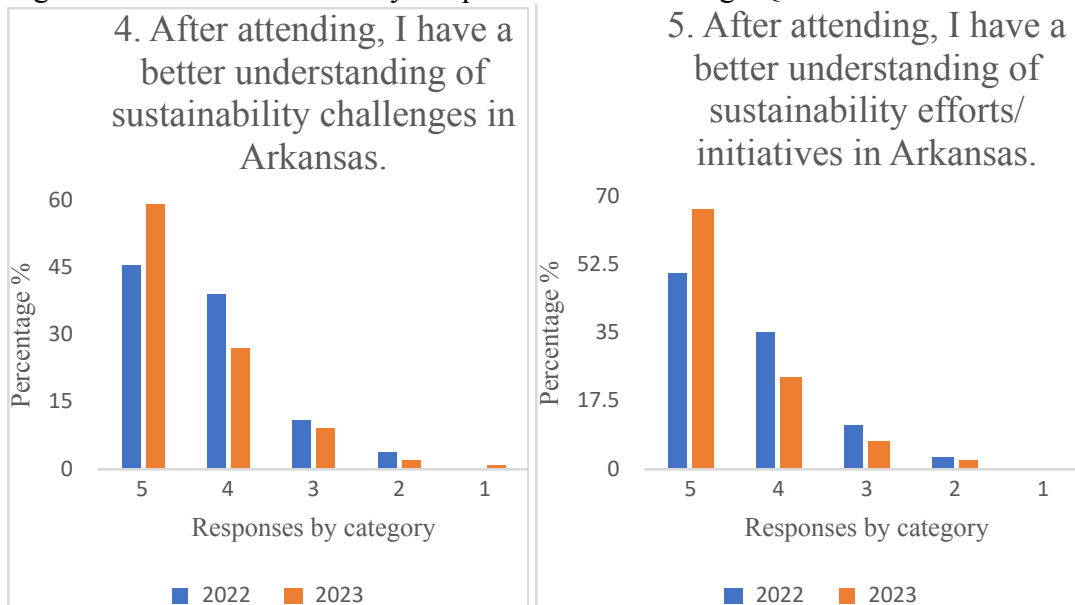 4. After attending, I have a
better understanding of
sustainability challenges in
Arkansas.
60
45
30
15
0
Percentage %
5 4 3 2 1
Responses by category
2022 2023
5. After attending, I have a
better understanding of
sustainability efforts/
initiatives in Arkansas.
70
52.5
35
17.5
0
Percentage %
5 4 3 2 1
Responses by category
2022 2023